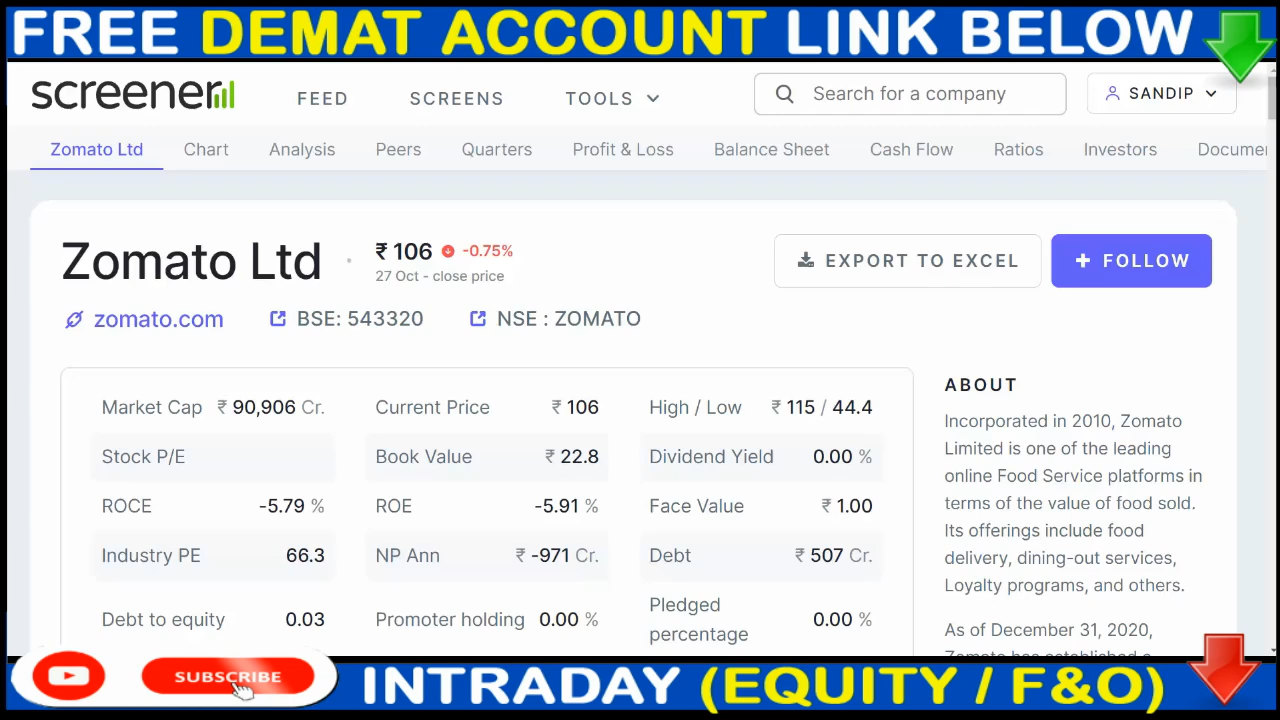 FREE DEMAT ACCOUNT LINK BELOW
screener
FEED SCREENS TOOLS
Search for a company
SANDIP
Zomato Ltd Chart Analysis Peers Quarters Profit & Loss Balance Sheet Cash Flow Ratios Investors Documen
Zomato Ltd
₹ 106 -0.75%
27 Oct - close price
EXPORT TO EXCEL
+ FOLLOW
zomato.com BSE: 543320 NSE : ZOMATO
Market Cap ₹ 90,906 Cr. Current Price ₹ 106 High / Low ₹ 115 / 44.4
Stock P/E Book Value ₹ 22.8 Dividend Yield 0.00 %
ROCE -5.79 % ROE -5.91 % Face Value ₹ 1.00
Industry PE 66.3 NP Ann ₹ -971 Cr. Debt ₹ 507 Cr.
Debt to equity 0.03 Promoter holding 0.00 % Pledged percentage 0.00 %
ABOUT
Incorporated in 2010, Zomato
Limited is one of the leading
online Food Service platforms in
terms of the value of food sold.
Its offerings include food
delivery, dining-out services,
Loyalty programs, and others.
As of December 31, 2020,
SUBSCRIBE
INTRADAY (EQUITY / F&O)